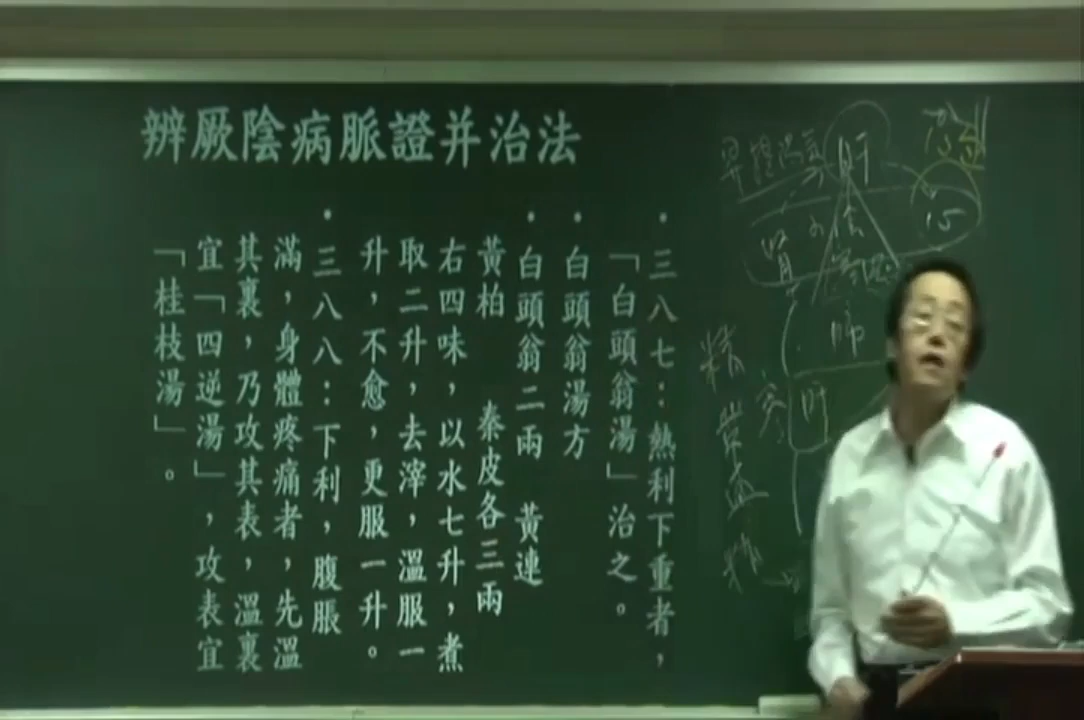 辨厥陰病脈證并治法
· 三八七：熱利下重者，
「白頭翁湯」治之。
· 白頭翁湯方
· 白頭翁二兩 黃連
黃柏 秦皮各三兩
右四味，以水七升，煮
取二升，去滓，溫服一
升，不愈，更服一升。
· 三八八：下利，腹脹
滿，身體疼痛者，先溫
其裏，乃攻其表，溫裏
宜「四逆湯」，攻表宜
「桂枝湯」。
肝
腎
水
心
肺
肝
精